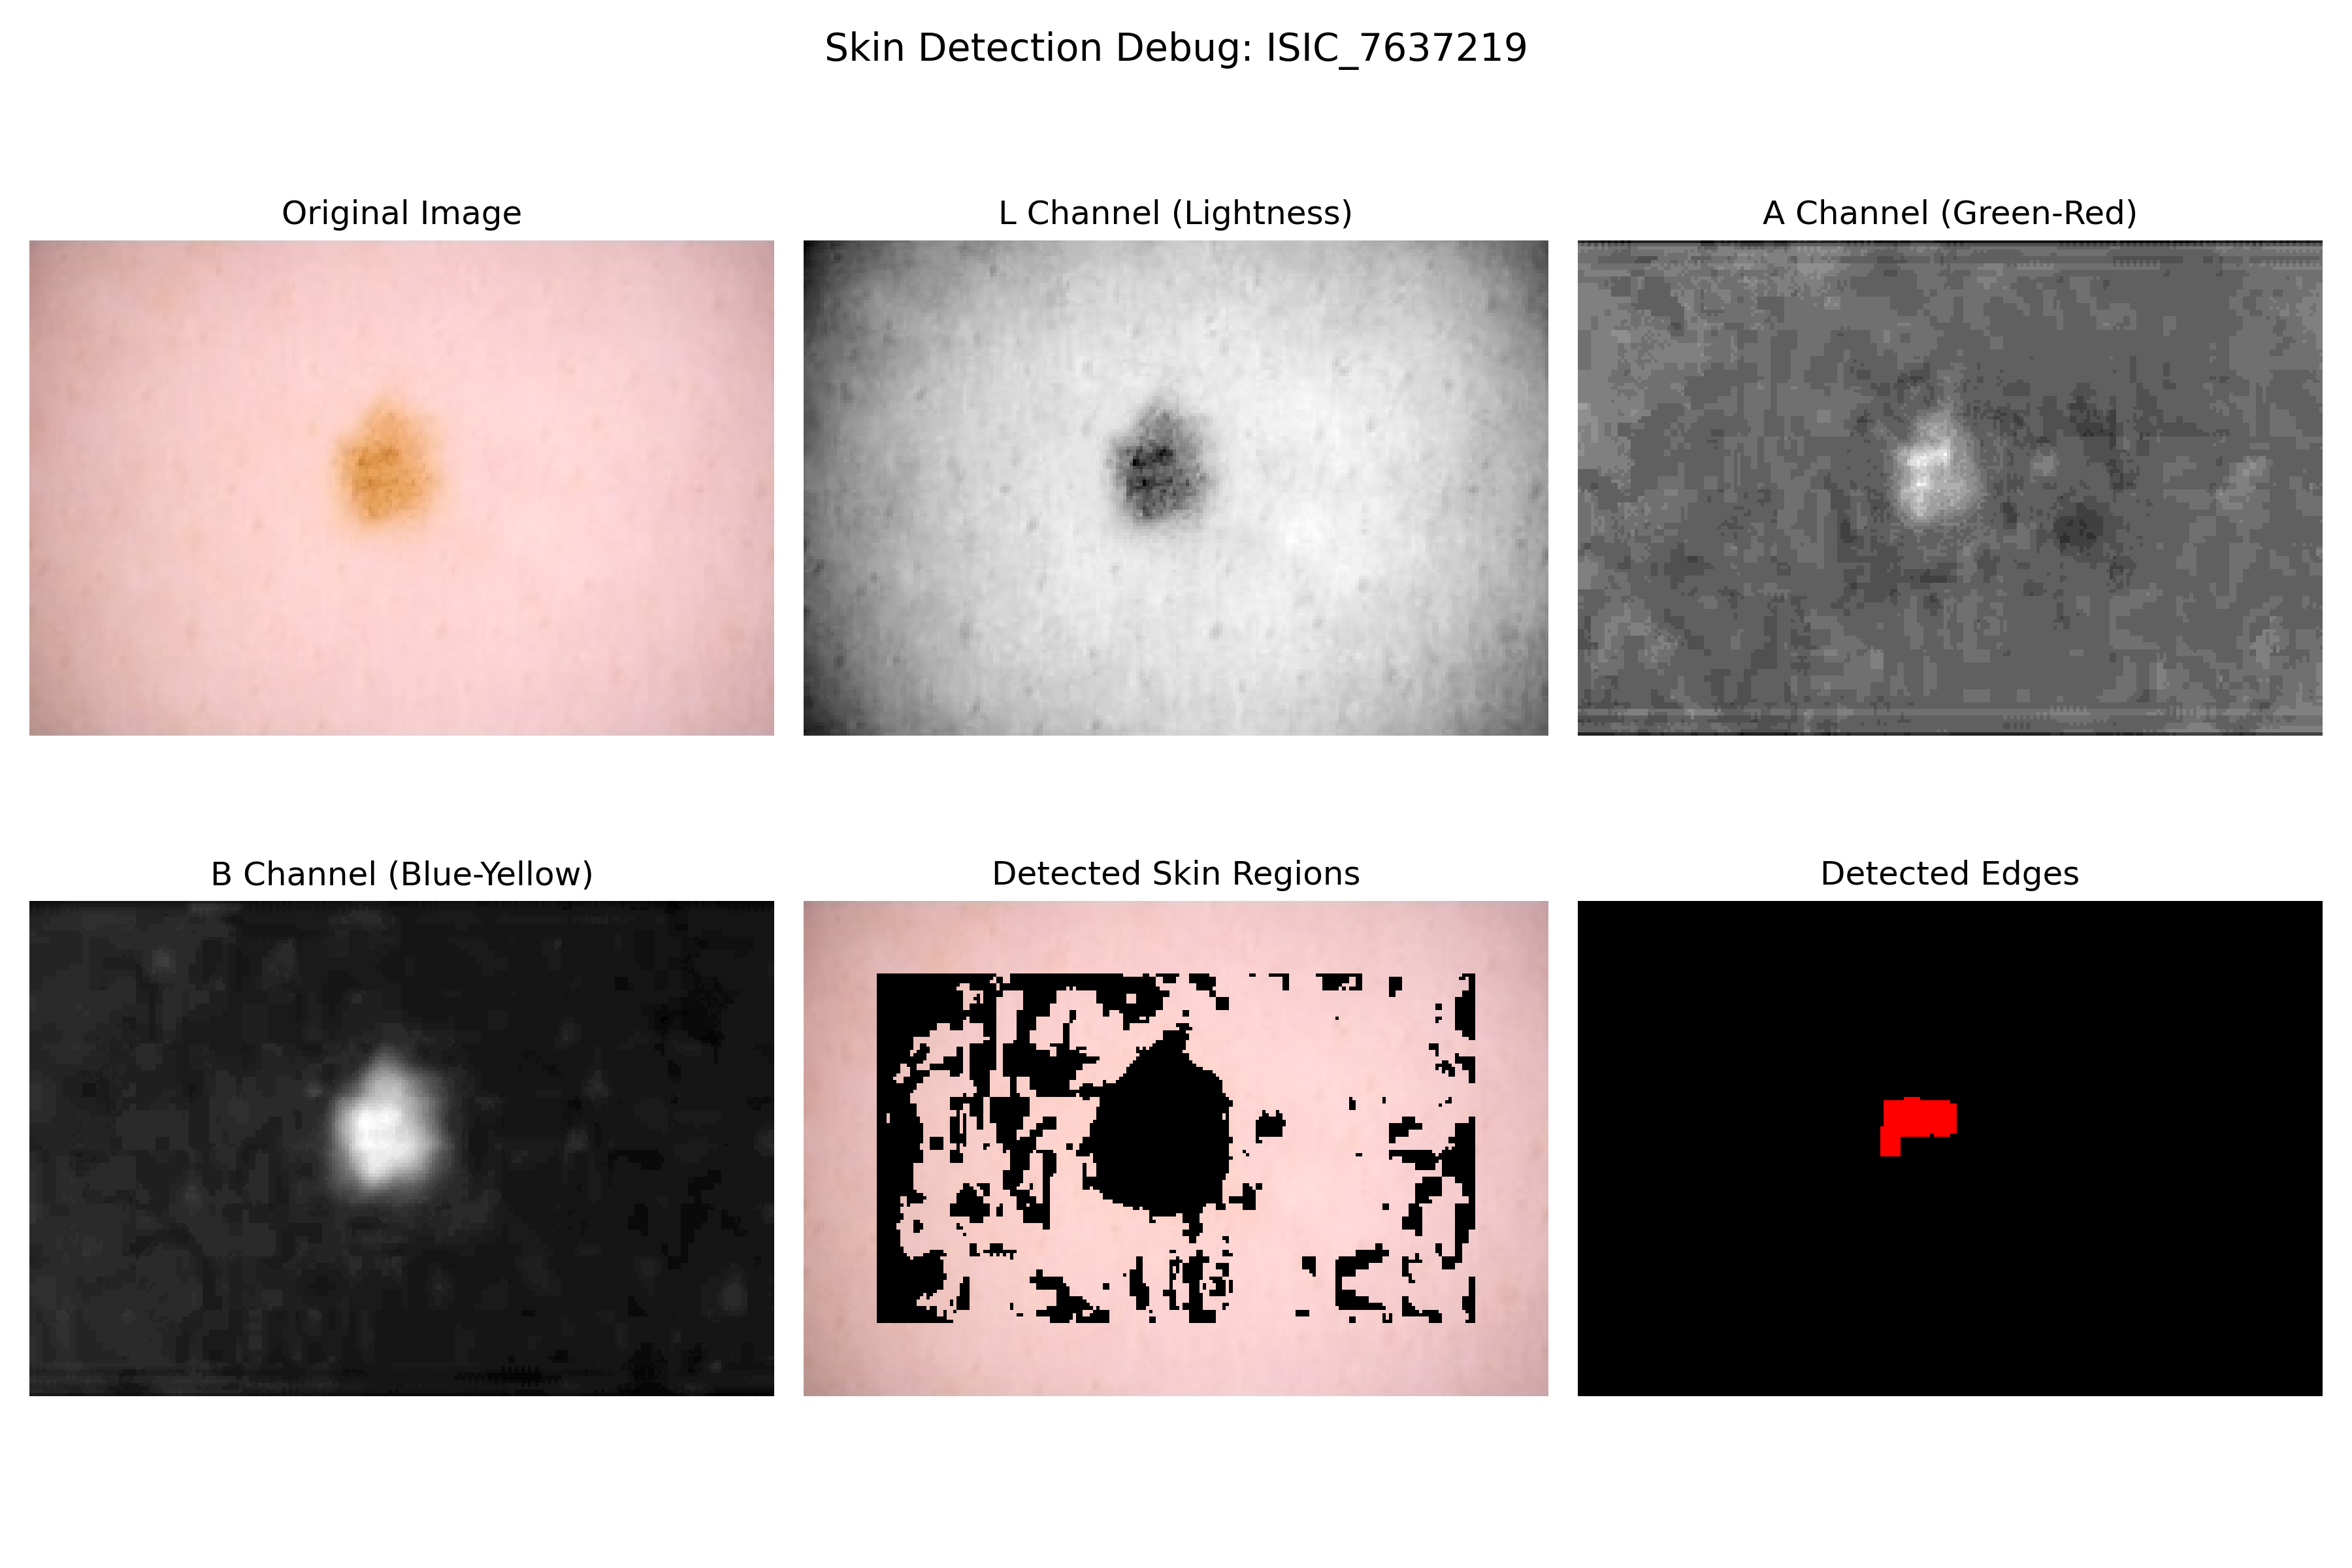 Skin Detection Debug: ISIC_7637219
Original Image
L Channel (Lightness)
A Channel (Green-Red)
B Channel (Blue-Yellow)
Detected Skin Regions
Detected Edges